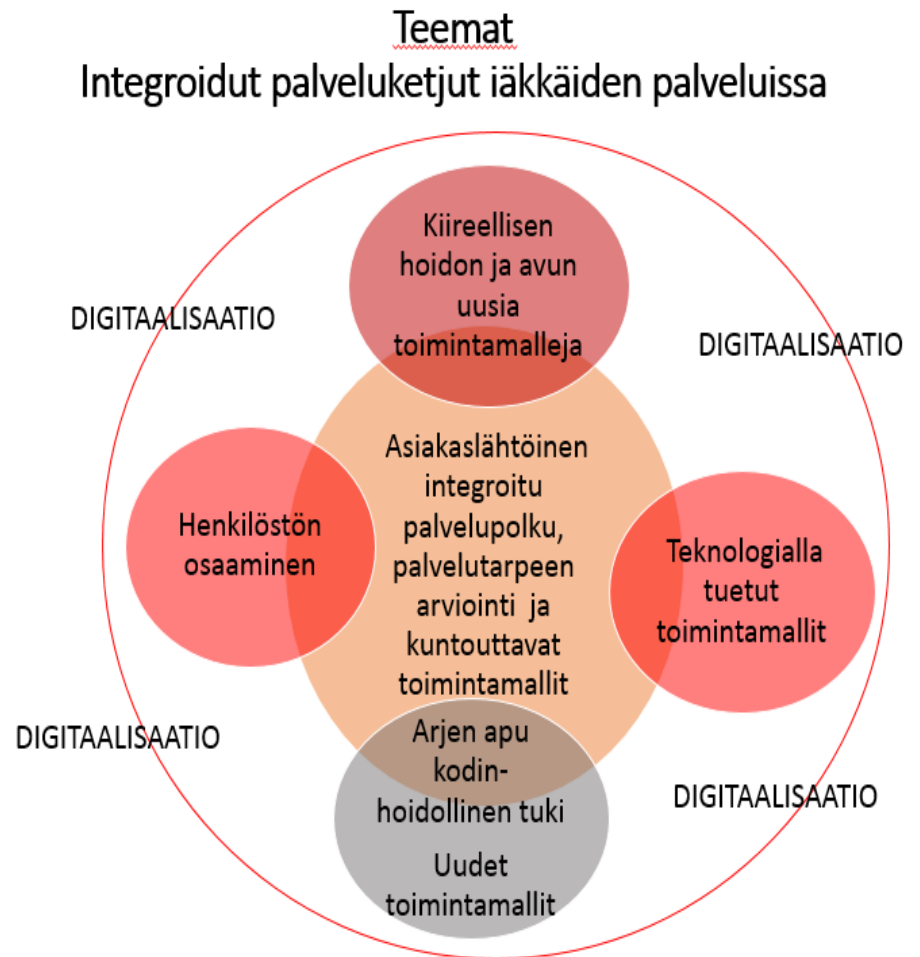 Teemat
Integroidut palveluketjut iäkkäiden palveluissa
Kiireellisen
hoidon ja avun
uusia
toimintamalleja
DIGITAALISAATIO
DIGITAALISAATIO
Asiakaslähtöinen
integroitu
palvelupolku,
palvelutarpeen
arviointi ja
kuntouttavat
toimintamallit
Henkilöstön
osaaminen
Teknologialla
tuetut
toimintamallit
Arjen apu
kodin-
hoidollinen tuki
Uudet
toimintamallit
DIGITAALISAATIO
DIGITAALISAATIO